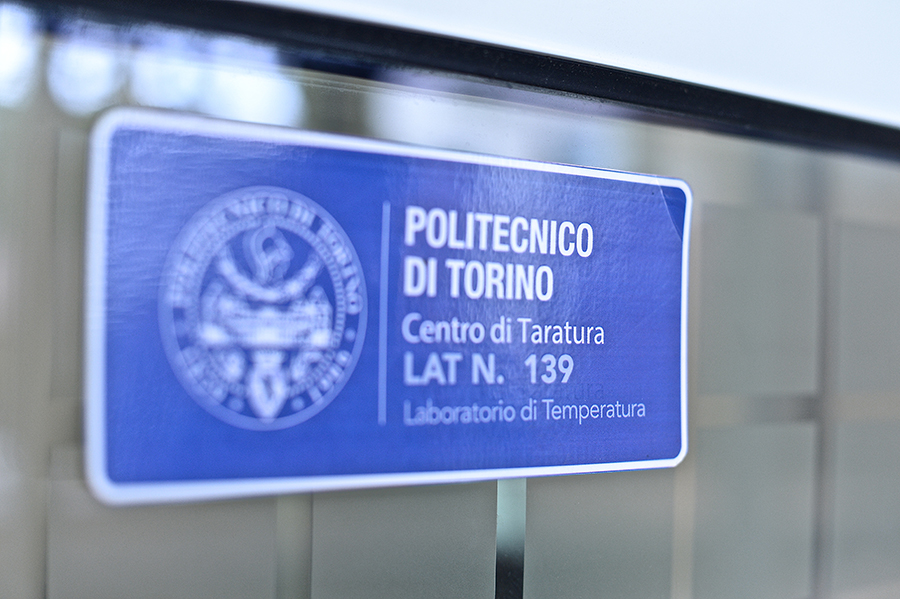 POLITECNICO
DI TORINO
Centro di Taratura
LAT N. 139
Laboratorio di Temperatura